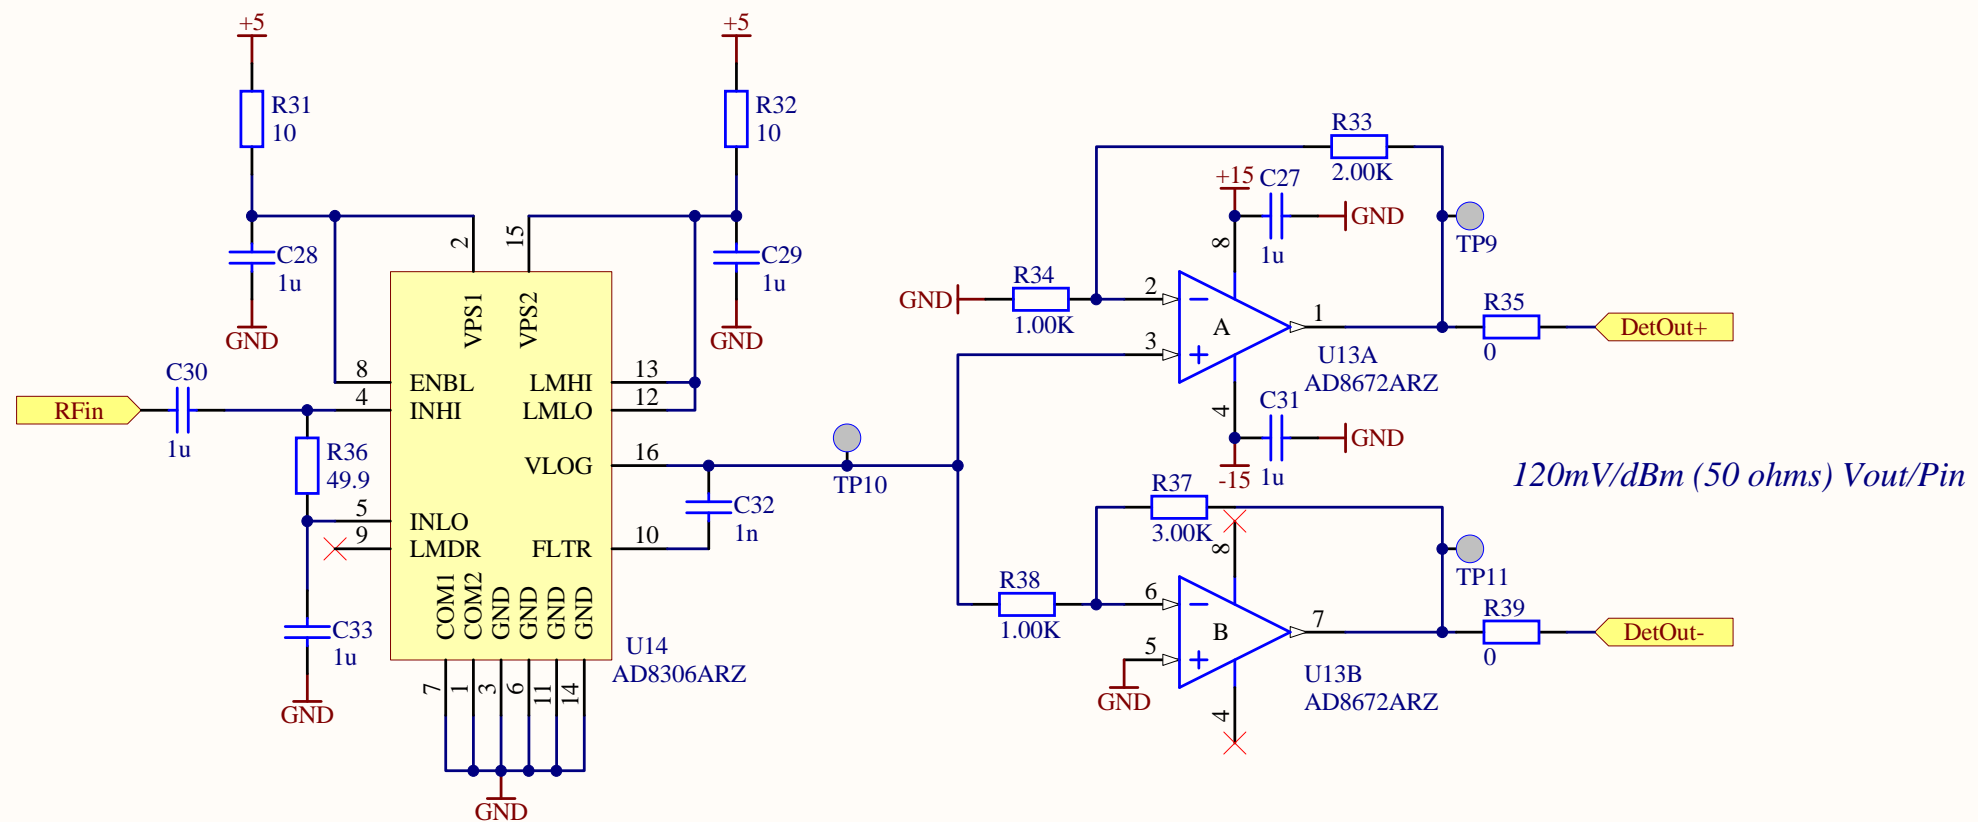 +5
+5
R31
10
R32
10
R33
2.00K
+15
C27
GND
1u
8
TP9
2
15
C28
1u
C29
1u
GND
GND
VPS1
VPS2
R34
1.00K
GND
2
3
A
1
U13A
AD8672ARZ
R35
0
DetOut+
C30
1u
RFin
8
ENBL
4
INHI
LMHI
13
LMLO
12
4
C31
GND
-15
1u
R36
49.9
VLOG
16
TP10
120mV/dBm (50 ohms) Vout/Pin
R37
3.00K
C32
1n
5
INLO
9
LMDR
FLTR
10
8
TP11
R38
1.00K
6
5
B
7
R39
0
DetOut-
GND
U13B
AD8672ARZ
4
C33
1u
GND
COM1
COM2
GND
GND
GND
GND
U14
AD8306ARZ
7
1
3
6
11
14
GND